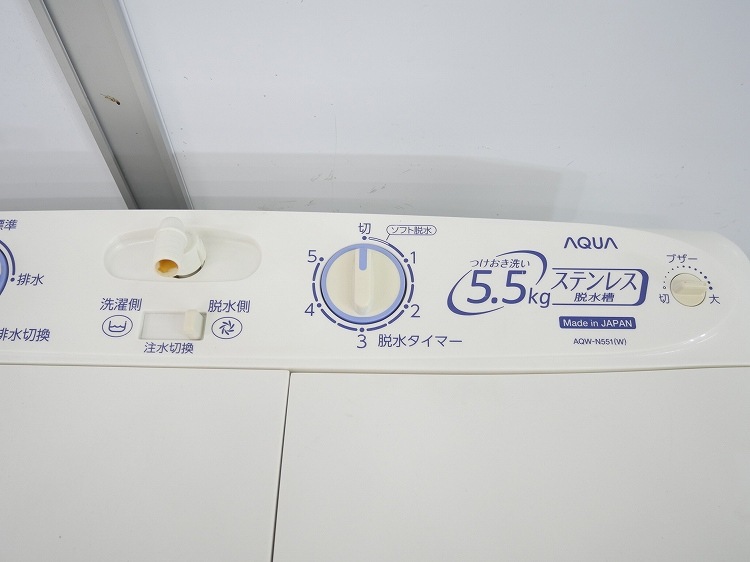 標準
排水
排水切換
洗濯側
脱水側
注水切換
切
ソフト脱水
1
2
3
4
5
脱水タイマー
AQUA
つけおき洗い
5.5kg
ステンレス
脱水槽
Made in JAPAN
AQW-N551(W)
ブザー
切
大